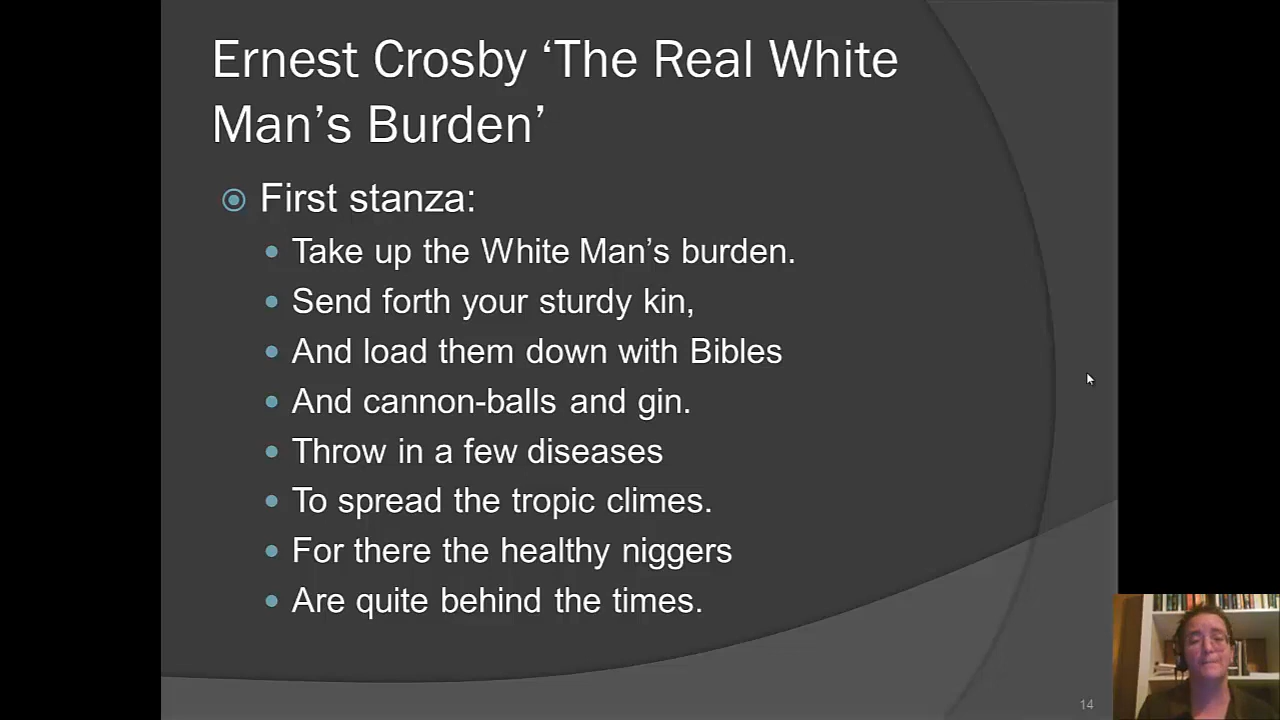 Ernest Crosby ‘The Real White
Man’s Burden’
First stanza:
Take up the White Man’s burden.
Send forth your sturdy kin,
And load them down with Bibles
And cannon-balls and gin.
Throw in a few diseases
To spread the tropic climes.
For there the healthy niggers
Are quite behind the times.
14